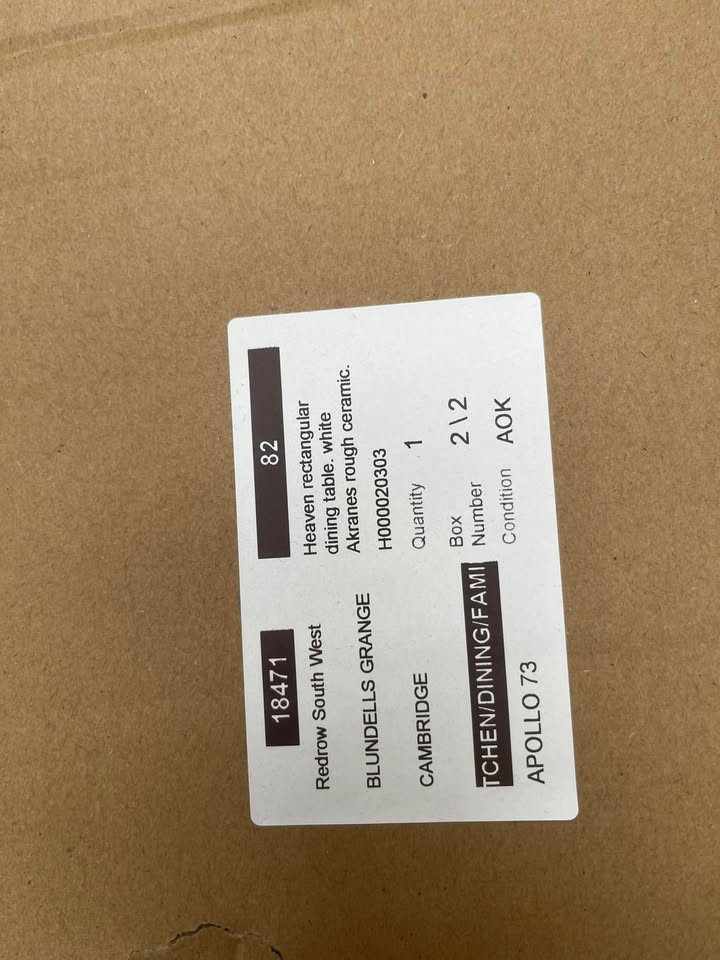 18471
Redrow South West
BLUNDELLS GRANGE
CAMBRIDGE
TCHEN/DINING/FAMI
APOLLO 73
82
Heaven rectangular
dining table. white
Akranes rough ceramic.
H000020303
Quantity 1
Box
Number 2\2
Condition AOK